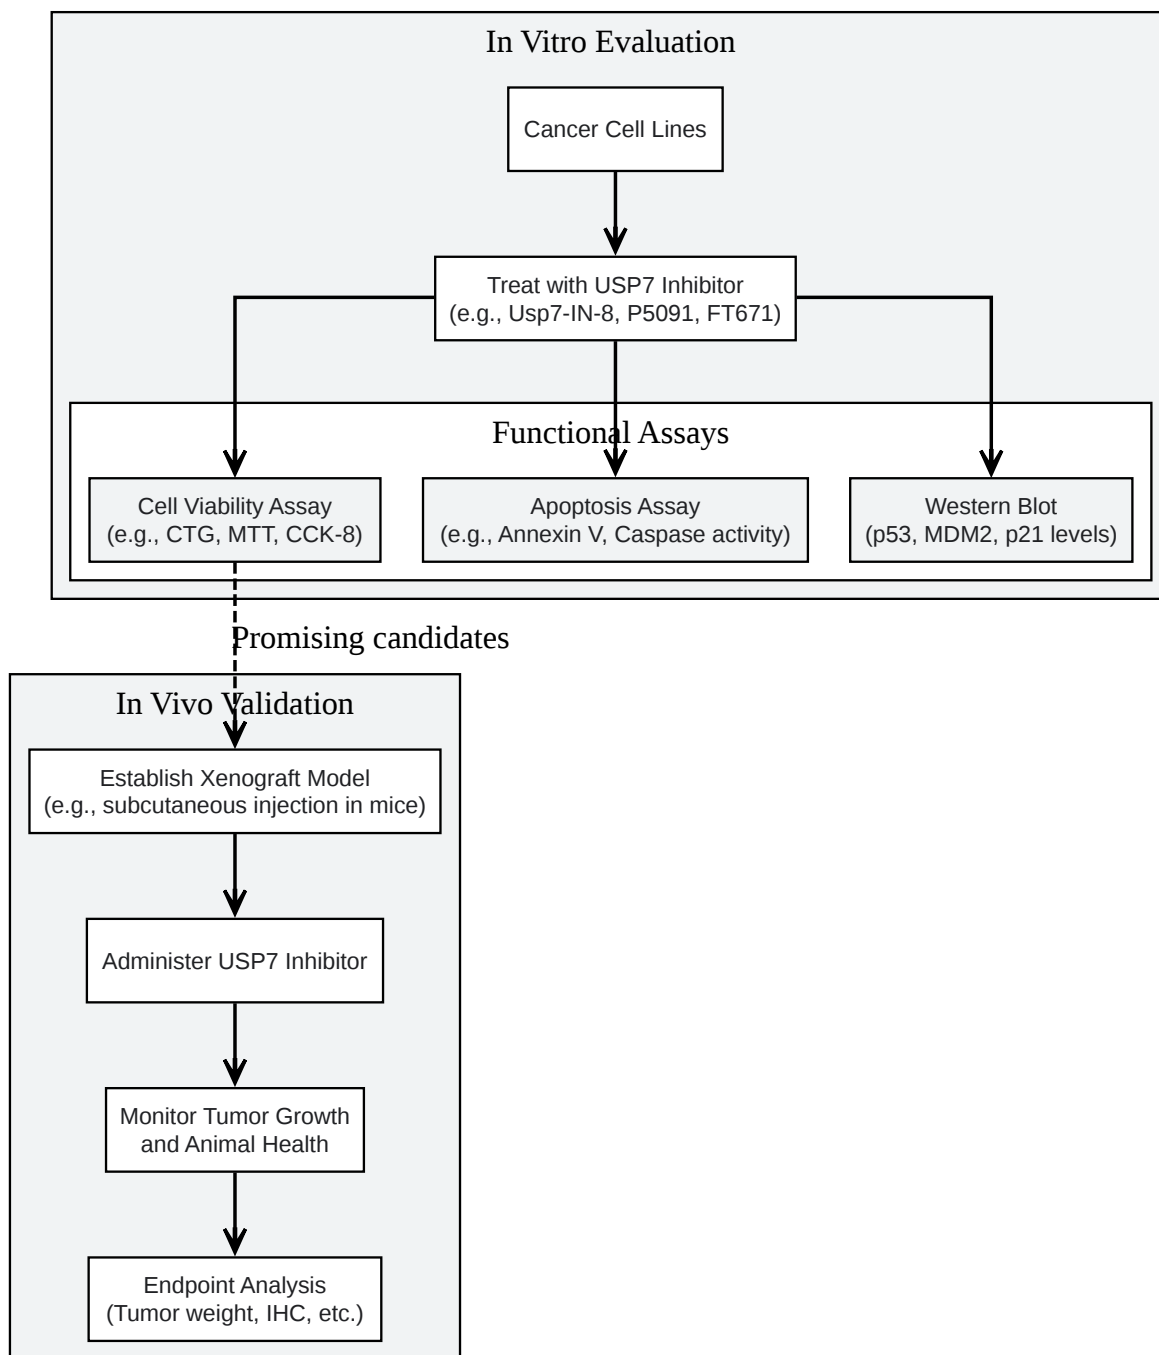 In Vitro Evaluation
Cancer Cell Lines
Treat with USP7 Inhibitor
(e.g., Usp7-IN-8, P5091, FT671)
Functional Assays
Cell Viability Assay
(e.g., CTG, MTT, CCK-8)
Apoptosis Assay
(e.g., Annexin V, Caspase activity)
Western Blot
(p53, MDM2, p21 levels)
Promising candidates
In Vivo Validation
Establish Xenograft Model
(e.g., subcutaneous injection in mice)
Administer USP7 Inhibitor
Monitor Tumor Growth
and Animal Health
Endpoint Analysis
(Tumor weight, IHC, etc.)